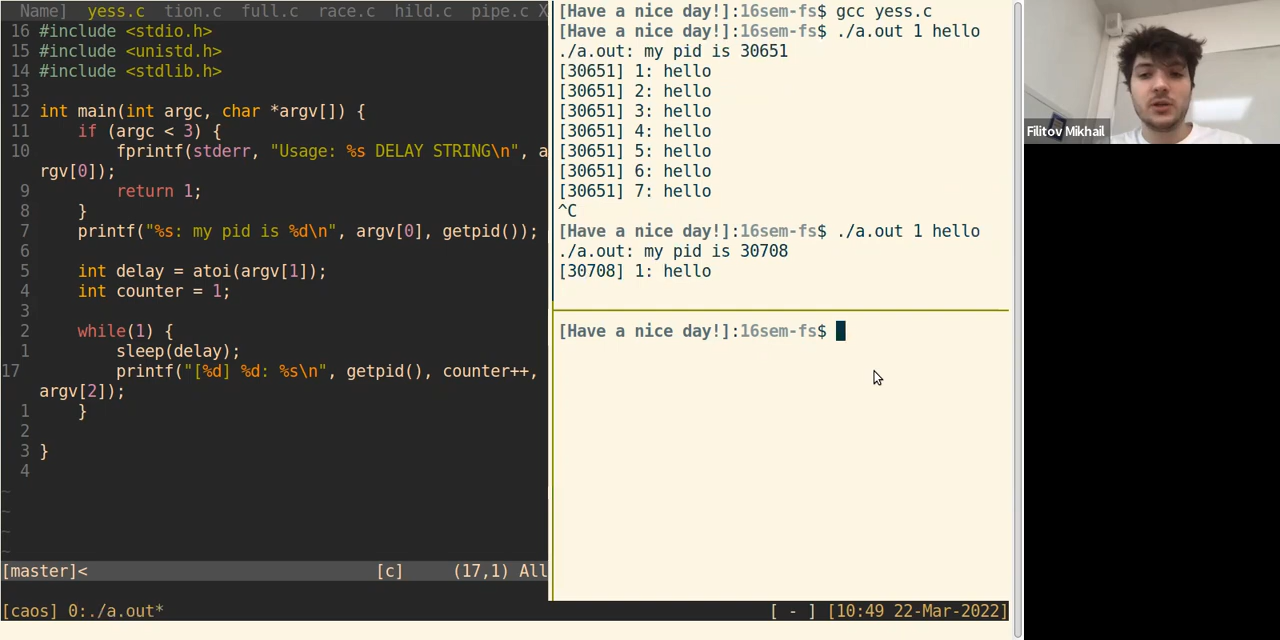 Name] yess.c tion.c full.c race.c hild.c pipe.c X
16 #include <stdio.h>
15 #include <unistd.h>
14 #include <stdlib.h>
13
12 int main(int argc, char *argv[]) {
11 if (argc < 3) {
10 fprintf(stderr, "Usage: %s DELAY STRING\n", a
rgv[0]);
9 return 1;
8 }
7 printf("%s: my pid is %d\n", argv[0], getpid());
6
5 int delay = atoi(argv[1]);
4 int counter = 1;
3
2 while(1) {
1 sleep(delay);
17 printf("[%d] %d: %s\n", getpid(), counter++,
argv[2]);
1 }
2
3 }
4
~
~
~
~
[master]< [c] (17,1) All
[Have a nice day!]:16sem-fs$ gcc yess.c
[Have a nice day!]:16sem-fs$ ./a.out 1 hello
./a.out: my pid is 30651
[30651] 1: hello
[30651] 2: hello
[30651] 3: hello
[30651] 4: hello
[30651] 5: hello
[30651] 6: hello
[30651] 7: hello
^C
[Have a nice day!]:16sem-fs$ ./a.out 1 hello
./a.out: my pid is 30708
[30708] 1: hello
[Have a nice day!]:16sem-fs$
[caos] 0:./a.out* [ - ] [10:49 22-Mar-2022]
Filitov Mikhail